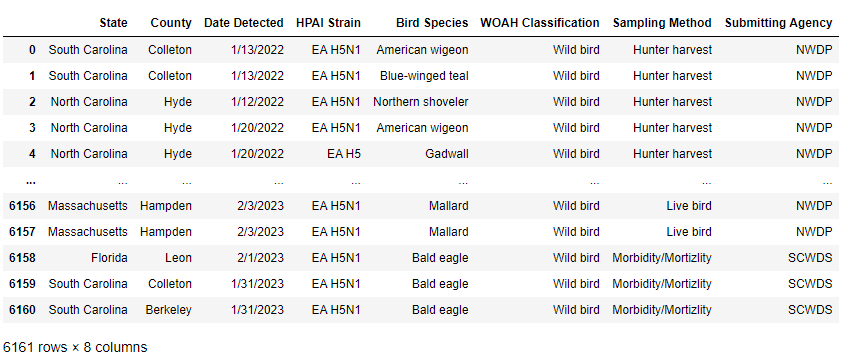 State County Date Detected HPAI Strain Bird Species WOAH Classification Sampling Method Submitting Agency
0 South Carolina Colleton 1/13/2022 EA H5N1 American wigeon Wild bird Hunter harvest NWDP
1 South Carolina Colleton 1/13/2022 EA H5N1 Blue-winged teal Wild bird Hunter harvest NWDP
2 North Carolina Hyde 1/12/2022 EA H5N1 Northern shoveler Wild bird Hunter harvest NWDP
3 North Carolina Hyde 1/20/2022 EA H5N1 American wigeon Wild bird Hunter harvest NWDP
4 North Carolina Hyde 1/20/2022 EA H5 Gadwall Wild bird Hunter harvest NWDP
... ... ... ... ... ... ... ... ...
6156 Massachusetts Hampden 2/3/2023 EA H5N1 Mallard Wild bird Live bird NWDP
6157 Massachusetts Hampden 2/3/2023 EA H5N1 Mallard Wild bird Live bird NWDP
6158 Florida Leon 2/1/2023 EA H5N1 Bald eagle Wild bird Morbidity/Mortizlity SCWDS
6159 South Carolina Colleton 1/31/2023 EA H5N1 Bald eagle Wild bird Morbidity/Mortizlity SCWDS
6160 South Carolina Berkeley 1/31/2023 EA H5N1 Bald eagle Wild bird Morbidity/Mortizlity SCWDS
6161 rows × 8 columns